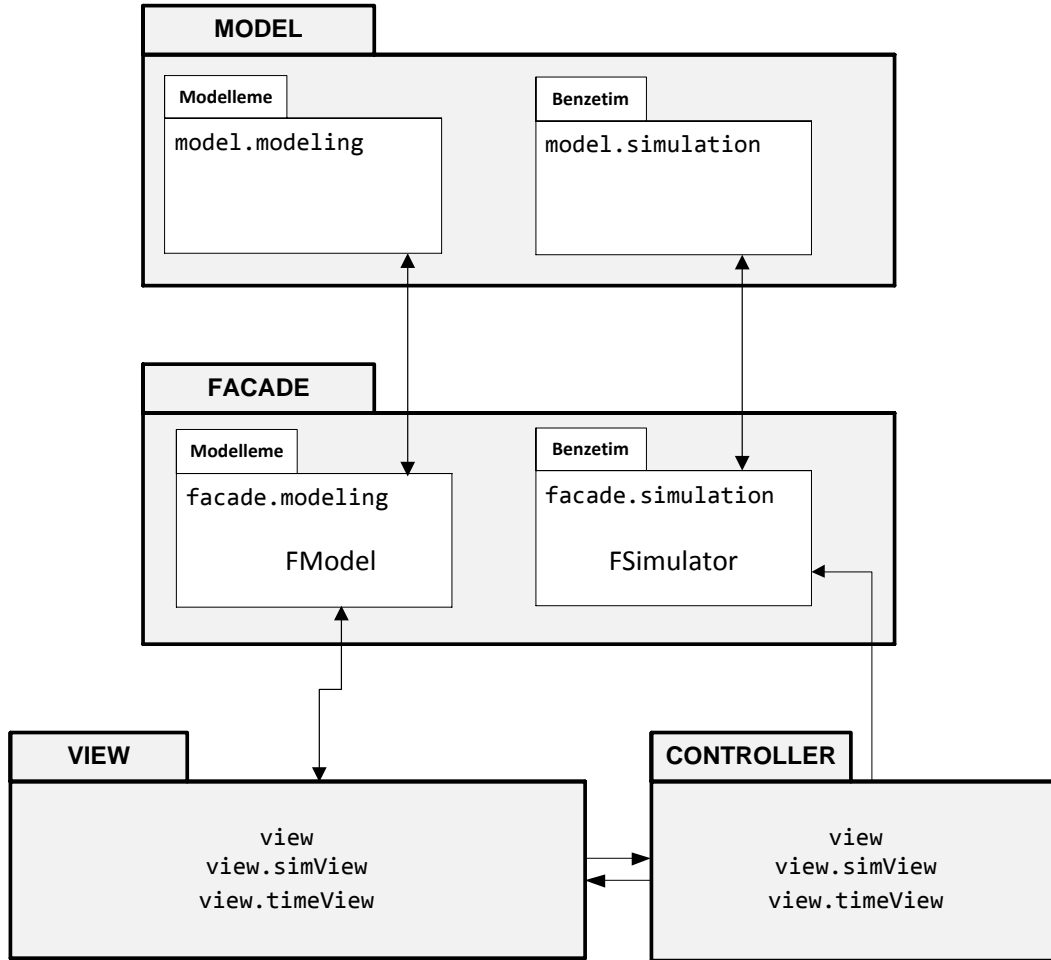 MODEL
Modelleme
model.modeling
Benzetim
model.simulation
FACADE
Modelleme
facade.modeling
FModel
Benzetim
facade.simulation
FSimulator
VIEW
view
view.simView
view.timeView
CONTROLLER
view
view.simView
view.timeView